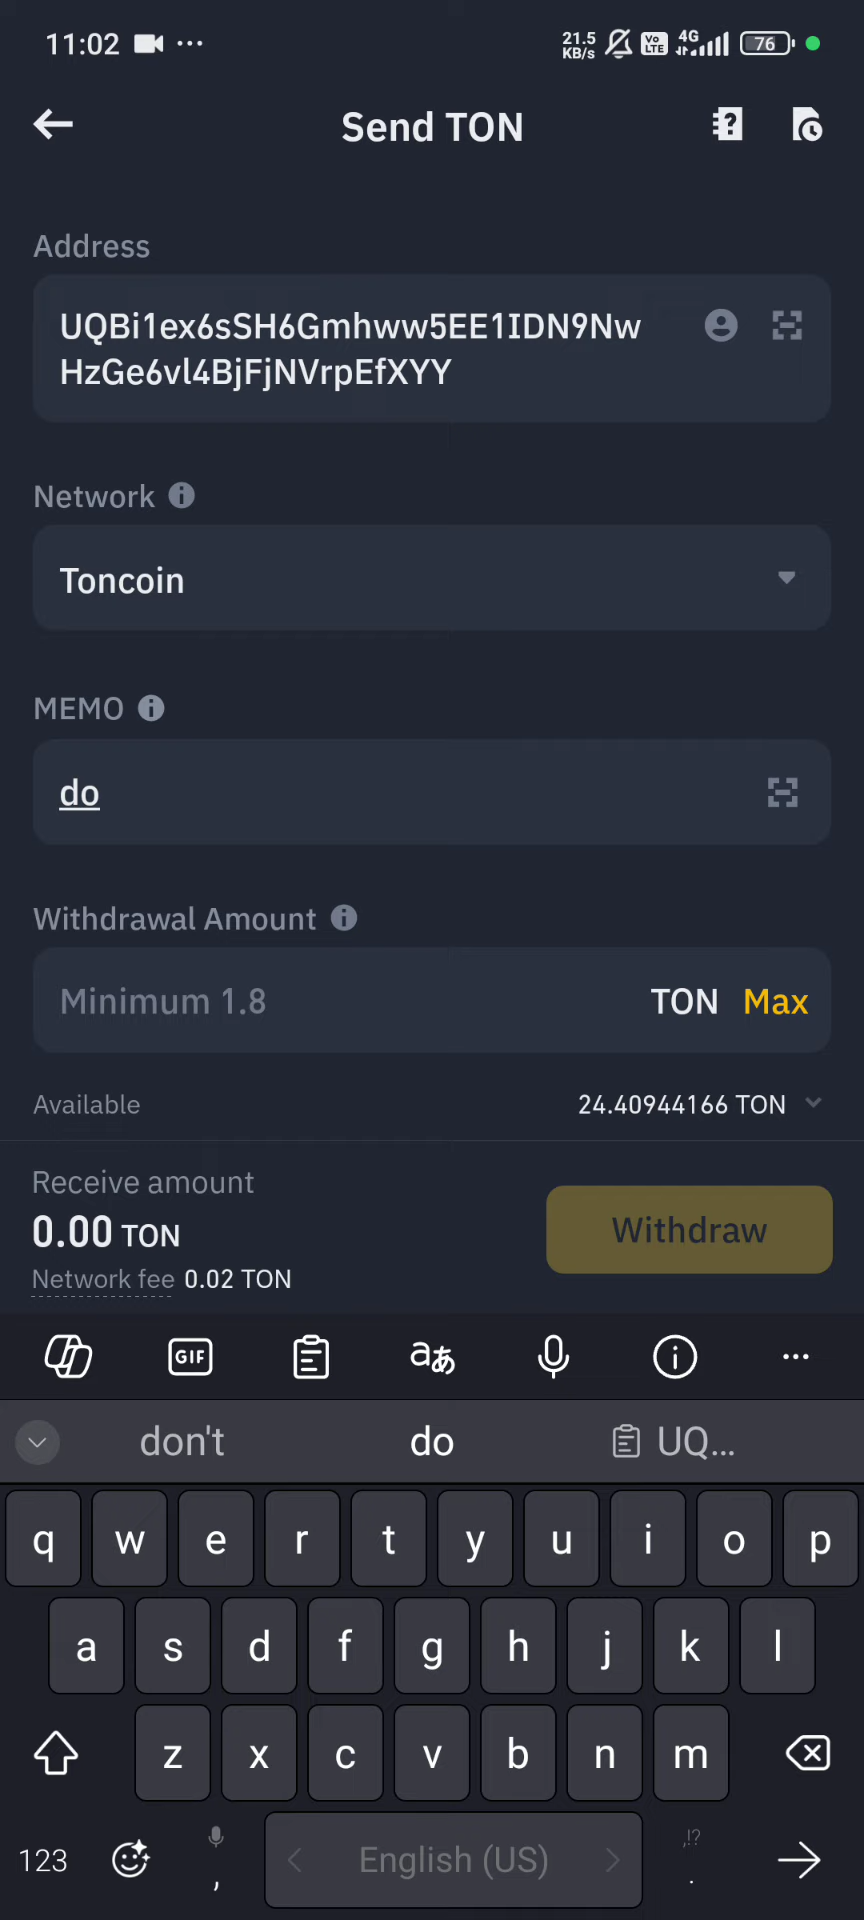 11:02
21.5 KB/s
Vo LTE
4G
76
Send TON
Address
UQBi1ex6sSH6Gmhww5EE1IDN9Nw
HzGe6vl4BjFjNVrpEfXYY
Network
Toncoin
MEMO
do
Withdrawal Amount
Minimum 1.8 TON Max
Available 24.40944166 TON
Receive amount
0.00 TON
Network fee 0.02 TON
Withdraw
GIF aあ
don't do UQ...
q w e r t y u i o p
a s d f g h j k l
z x c v b n m
123 , English (US) ,!? .